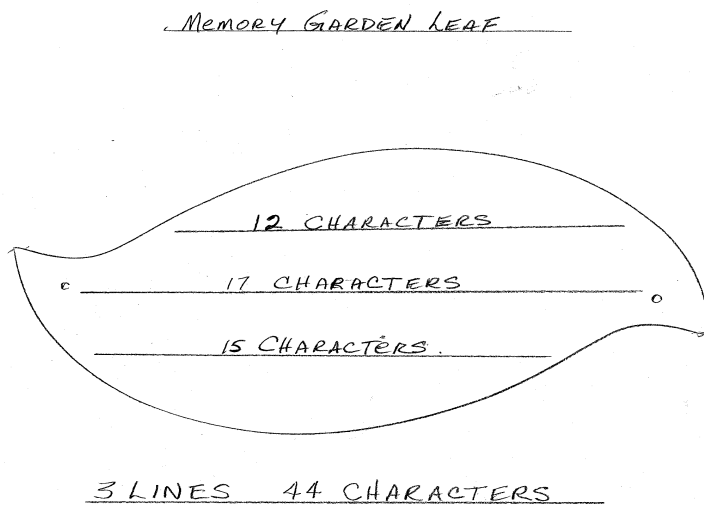 MEMORY GARDEN LEAF
12 CHARACTERS
17 CHARACTERS
15 CHARACTERS.
3 LINES 44 CHARACTERS